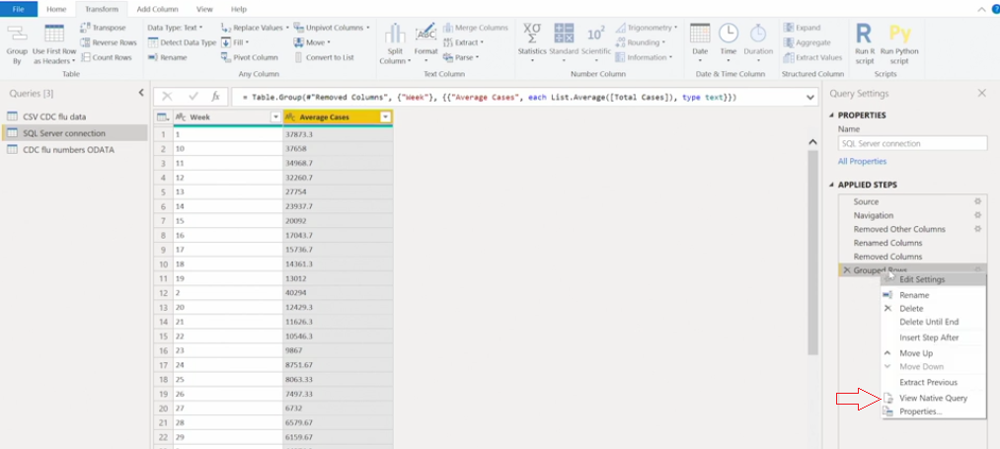 File Home Transform Add Column View Help
Group By
Use First Row as Headers
Transpose
Reverse Rows
Count Rows
Table
Data Type: Text
Detect Data Type
Rename
Replace Values
Fill
Pivot Column
Unpivot Columns
Move
Convert to List
Any Column
Split Column
Format
Merge Columns
Extract
Parse
Text Column
Statistics
Standard
Scientific
10²
Trigonometry
Rounding
Information
Number Column
Date
Time
Duration
Date & Time Column
Expand
Aggregate
Extract Values
Structured Column
R
Run R script
Py
Run Python script
Scripts
Queries [3]
CSV CDC flu data
SQL Server connection
CDC flu numbers ODATA
fx = Table.Group(#"Removed Columns", {"Week"}, {{"Average Cases", each List.Average([Total Cases]), type text}})
Week Average Cases
1 1 37873.3
2 10 37658
3 11 34968.7
4 12 32260.7
5 13 27754
6 14 23937.7
7 15 20092
8 16 17043.7
9 17 15736.7
10 18 14361.3
11 19 13012
12 2 40294
13 20 12429.3
14 21 11626.3
15 22 10546.3
16 23 9867
17 24 8751.67
18 25 8063.33
19 26 7497.33
20 27 6732
21 28 6579.67
22 29 6159.67
Query Settings
PROPERTIES
Name
SQL Server connection
All Properties
APPLIED STEPS
Source
Navigation
Removed Other Columns
Renamed Columns
Removed Columns
Grouped Rows
Edit Settings
Rename
Delete
Delete Until End
Insert Step After
Move Up
Move Down
Extract Previous
View Native Query
Properties...